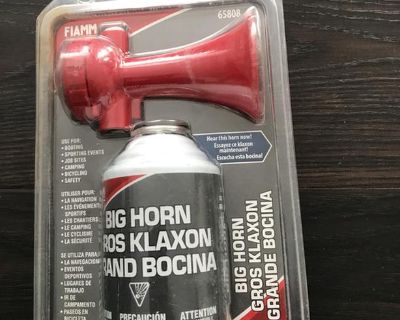 FIAMM
65808
Hear this horn now!
Essayez ce klaxon
maintenant!
Escucha esta bocina!
USE FOR:
• BOATING
• SPORTING EVENTS
• JOB SITES
• CAMPING
• BICYCLING
• SAFETY
UTILISER POUR:
• LA NAVIGATION
• LES ÉVÉNEMENTS
SPORTIFS
• LES CHANTIERS
• LE CAMPING
• LE CYCLISME
• LA SÉCURITÉ
SE UTILIZA PARA:
• LA NAVEGACION
• EVENTOS
DEPORTIVOS
• LUGARES DE
TRABAJO
• IR DE
CAMPAMENTO
• PASEOS EN
BIG HORN
GROS KLAXON
GRAND BOCINA
PRECAUCIÓN
ATTENTION
BIG HORN
GROS KLAXON
GRANDE BOCINA